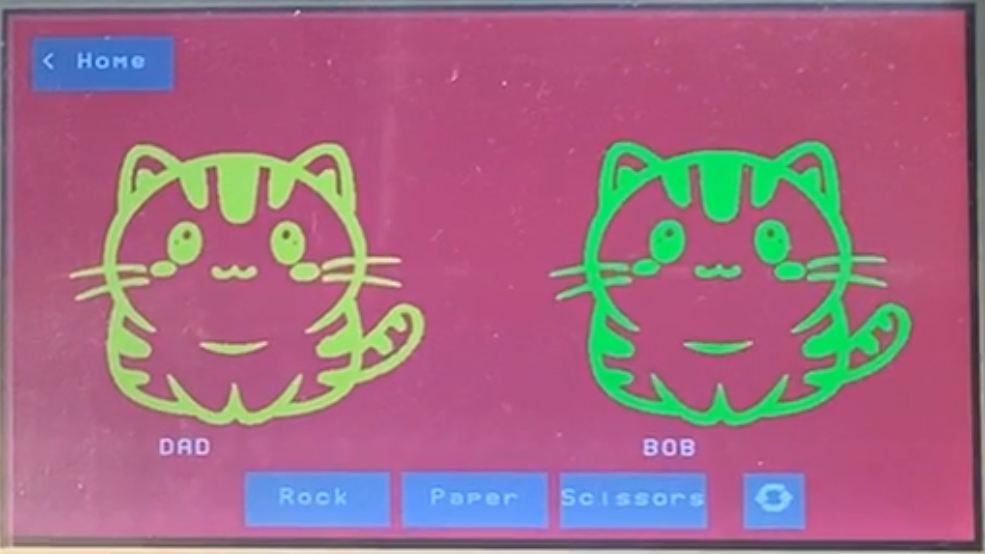 < Home
DAD
BOB
Rock
Paper
Scissors